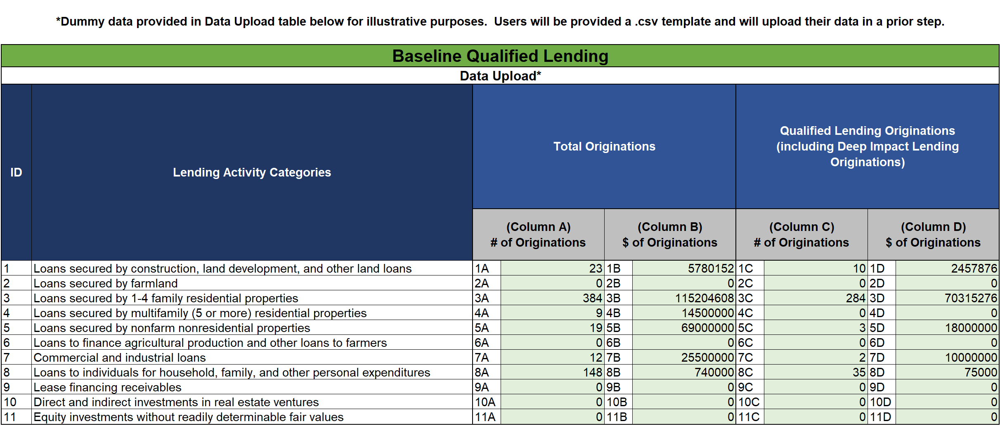 *Dummy data provided in Data Upload table below for illustrative purposes.  Users will be provided a .csv template and will upload their data in a prior step.
Baseline Qualified Lending
Data Upload*
ID
Lending Activity Categories
Total Originations
Qualified Lending Originations
(including Deep Impact Lending
Originations)
(Column A)
# of Originations
(Column B)
$ of Originations
(Column C)
# of Originations
(Column D)
$ of Originations
1 Loans secured by construction, land development, and other land loans 1A 23 1B 5780152 1C 10 1D 2457876
2 Loans secured by farmland 2A 0 2B 0 2C 0 2D 0
3 Loans secured by 1-4 family residential properties 3A 384 3B 115204608 3C 284 3D 70315276
4 Loans secured by multifamily (5 or more) residential properties 4A 9 4B 14500000 4C 0 4D 0
5 Loans secured by nonfarm nonresidential properties 5A 19 5B 69000000 5C 3 5D 18000000
6 Loans to finance agricultural production and other loans to farmers 6A 0 6B 0 6C 0 6D 0
7 Commercial and industrial loans 7A 12 7B 25500000 7C 2 7D 10000000
8 Loans to individuals for household, family, and other personal expenditures 8A 148 8B 740000 8C 35 8D 75000
9 Lease financing receivables 9A 0 9B 0 9C 0 9D 0
10 Direct and indirect investments in real estate ventures 10A 0 10B 0 10C 0 10D 0
11 Equity investments without readily determinable fair values 11A 0 11B 0 11C 0 11D 0